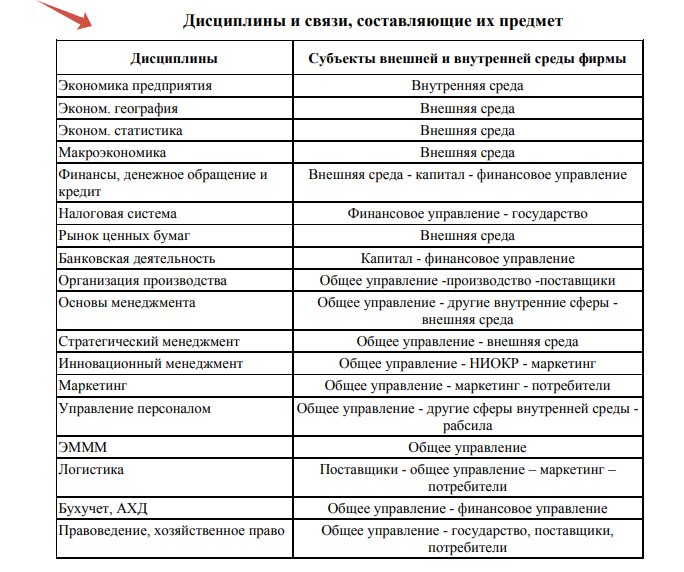 Дисциплины и связи, составляющие их предмет
Дисциплины
Субъекты внешней и внутренней среды фирмы
Экономика предприятия
Внутренняя среда
Эконом. география
Внешняя среда
Эконом. статистика
Внешняя среда
Макроэкономика
Внешняя среда
Финансы, денежное обращение и
кредит
Внешняя среда - капитал - финансовое управление
Налоговая система
Финансовое управление - государство
Рынок ценных бумаг
Внешняя среда
Банковская деятельность
Капитал - финансовое управление
Организация производства
Общее управление -производство -поставщики
Основы менеджмента
Общее управление - другие внутренние сферы -
внешняя среда
Стратегический менеджмент
Общее управление - внешняя среда
Инновационный менеджмент
Общее управление - НИОКР - маркетинг
Маркетинг
Общее управление - маркетинг - потребители
Управление персоналом
Общее управление - другие сферы внутренней среды -
рабсила
ЭМММ
Общее управление
Логистика
Поставщики - общее управление – маркетинг –
потребители
Бухучет, АХД
Общее управление - финансовое управление
Правоведение, хозяйственное право
Общее управление - государство, поставщики,
потребители